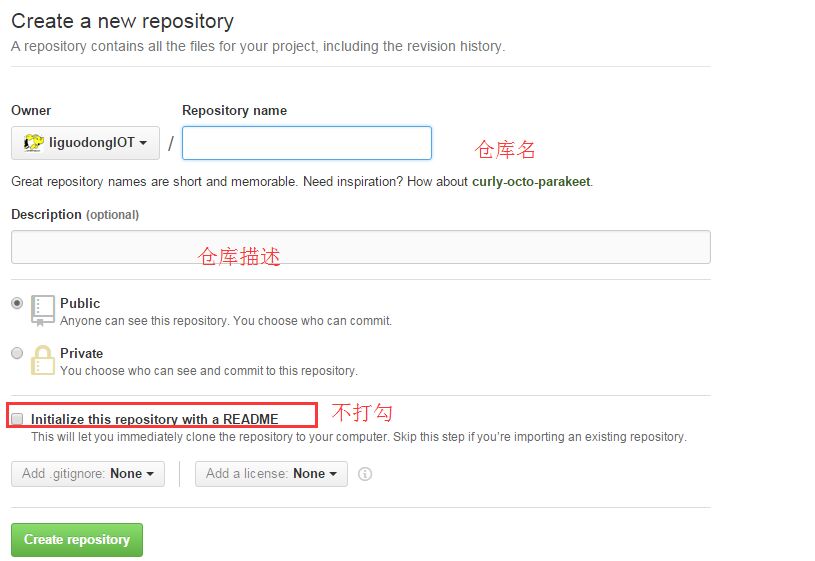 Create a new repository
A repository contains all the files for your project, including the revision history.
Owner Repository name
liguodongIOT / 仓库名
Great repository names are short and memorable. Need inspiration? How about curly-octo-parakeet.
Description (optional)
仓库描述
Public
Anyone can see this repository. You choose who can commit.
Private
You choose who can see and commit to this repository.
Initialize this repository with a README 不打勾
This will let you immediately clone the repository to your computer. Skip this step if you’re importing an existing repository.
Add .gitignore: None Add a license: None
Create repository